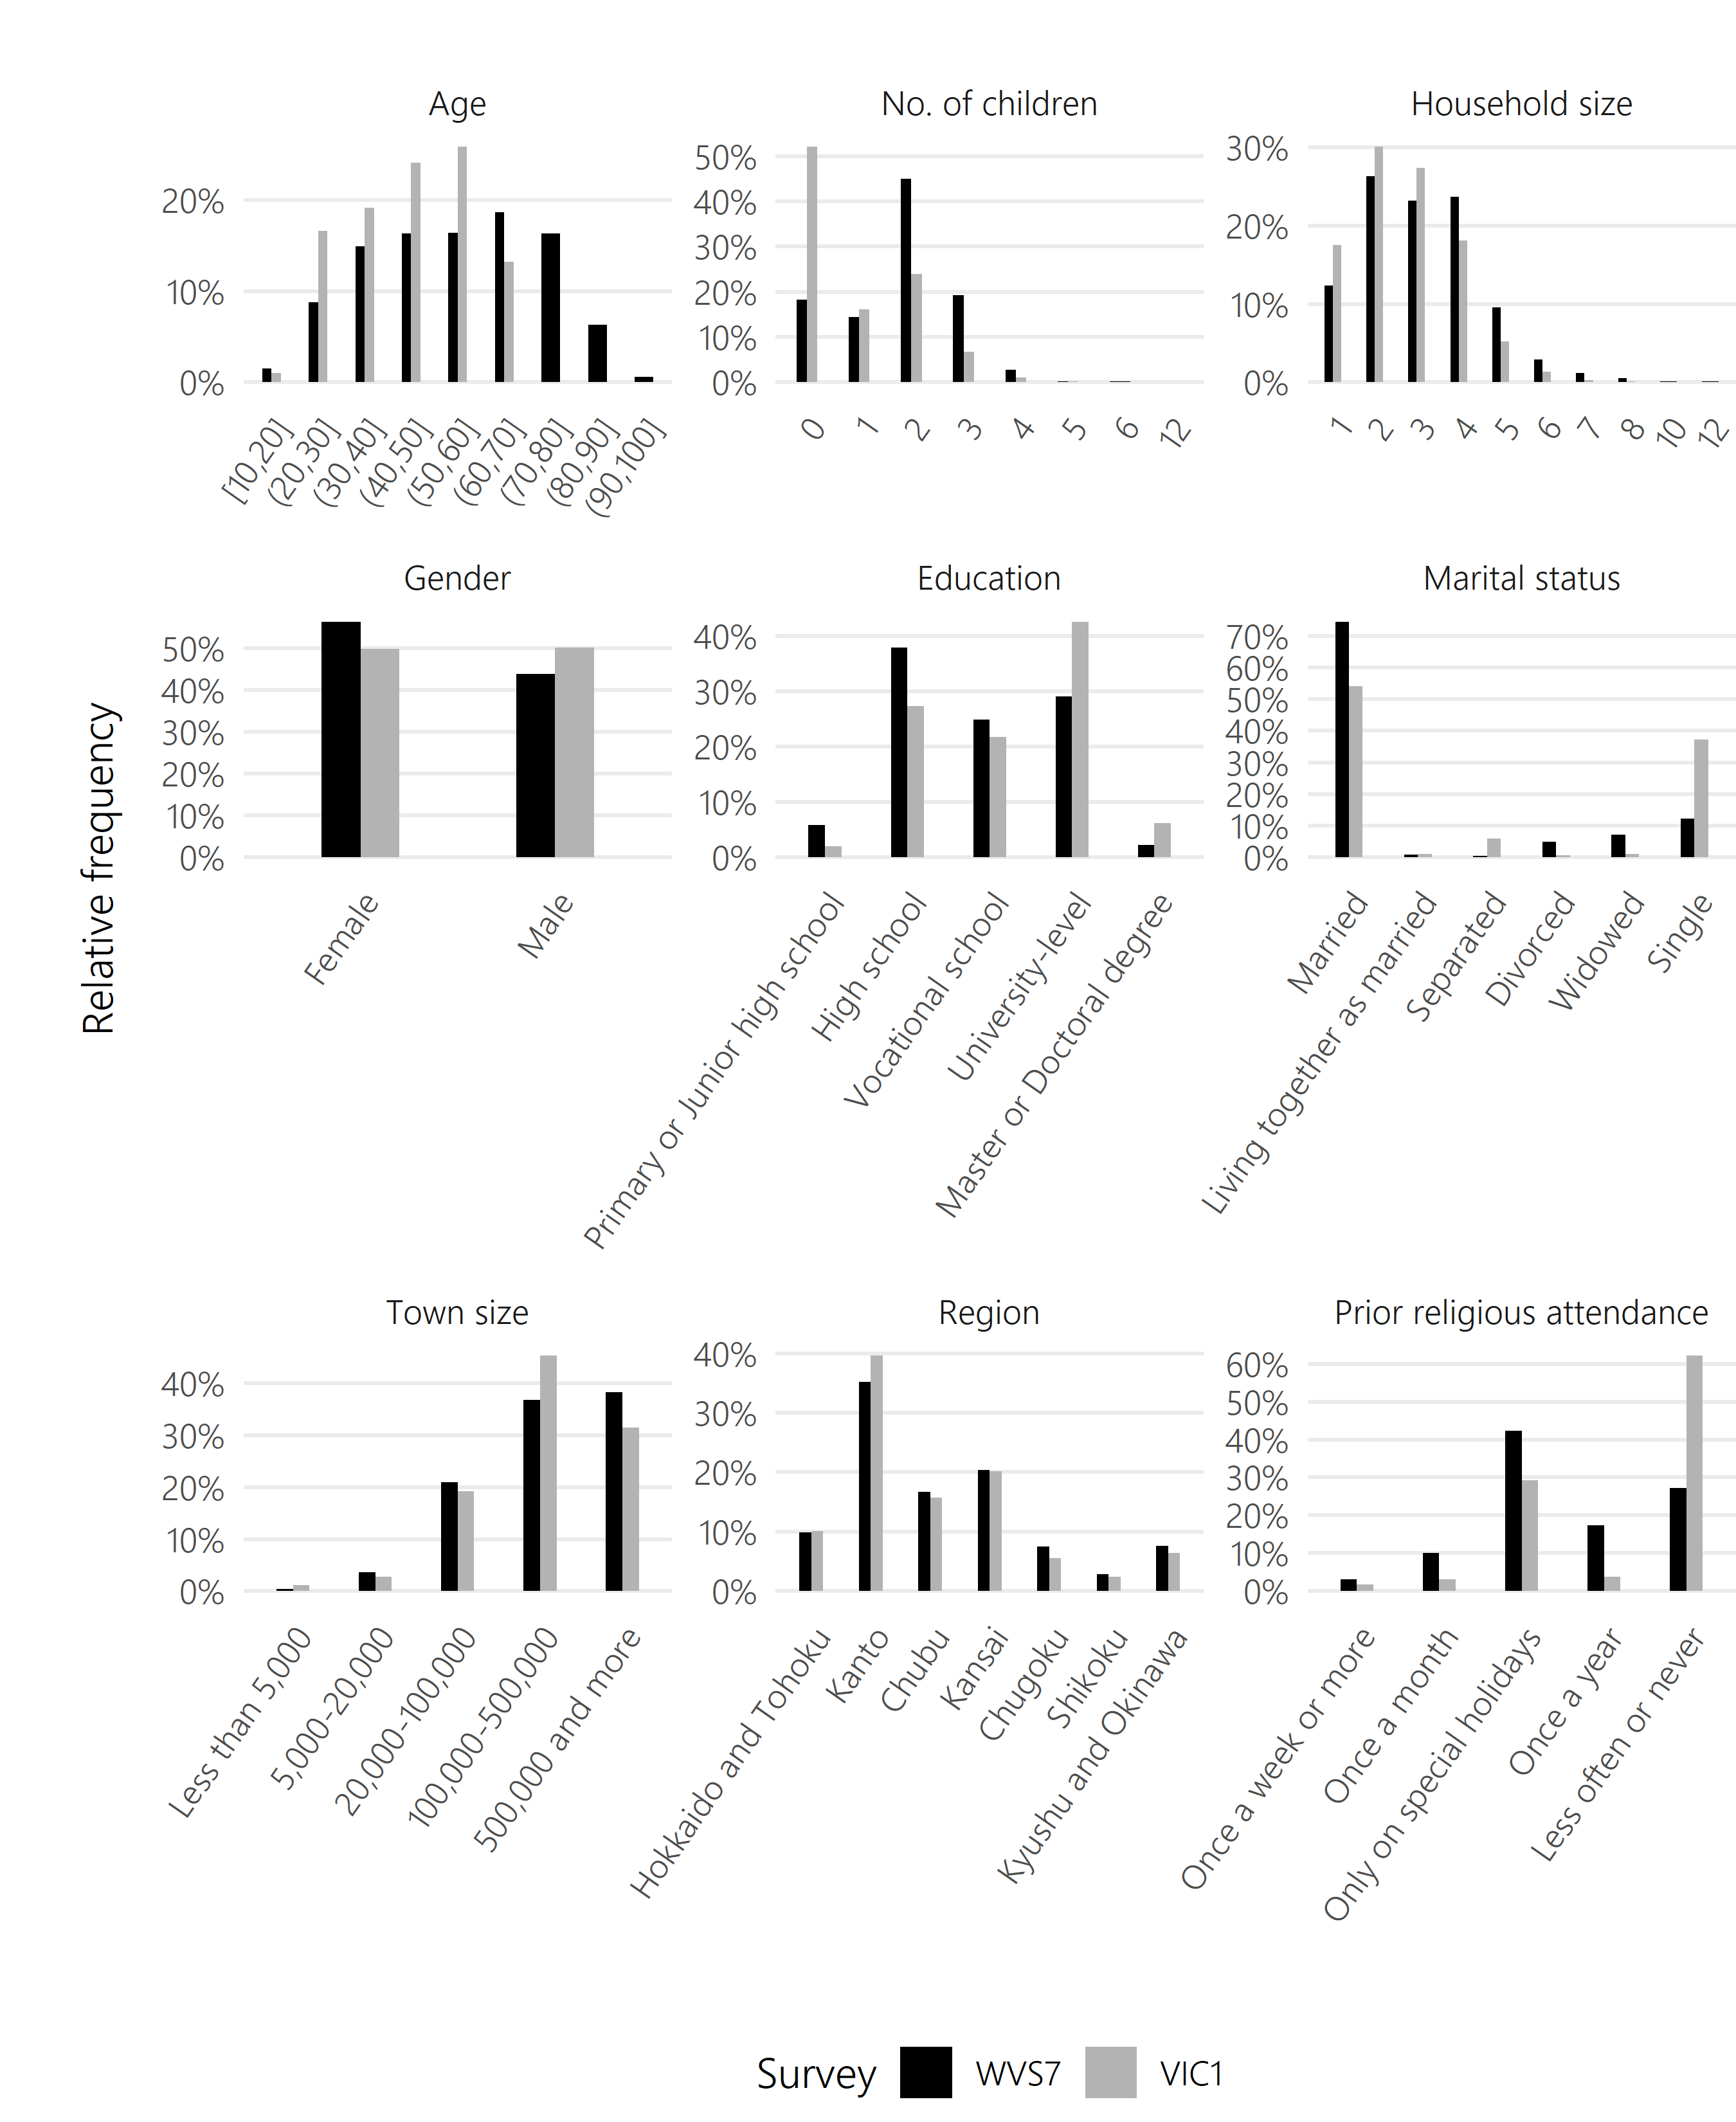 Age
No. of children
Household size
20%
10%
0%
50%
40%
30%
20%
10%
0%
30%
20%
10%
0%
[10,20]
(20,30]
(30,40]
(40,50]
(50,60]
(60,70]
(70,80]
(80,90]
(90,100]
0
1
2
3
4
5
6
12
1
2
3
4
5
6
7
8
10
12
Relative frequency
Gender
Education
Marital status
50%
40%
30%
20%
10%
0%
40%
30%
20%
10%
0%
70%
60%
50%
40%
30%
20%
10%
0%
Female
Male
Primary or Junior high school
High school
Vocational school
University-level
Master or Doctoral degree
Married
Living together as married
Separated
Divorced
Widowed
Single
Town size
Region
Prior religious attendance
40%
30%
20%
10%
0%
40%
30%
20%
10%
0%
60%
50%
40%
30%
20%
10%
0%
Less than 5,000
5,000-20,000
20,000-100,000
100,000-500,000
500,000 and more
Hokkaido and Tohoku
Kanto
Chubu
Kansai
Chugoku
Shikoku
Kyushu and Okinawa
Once a week or more
Once a month
Only on special holidays
Once a year
Less often or never
Survey WVS7 VIC1